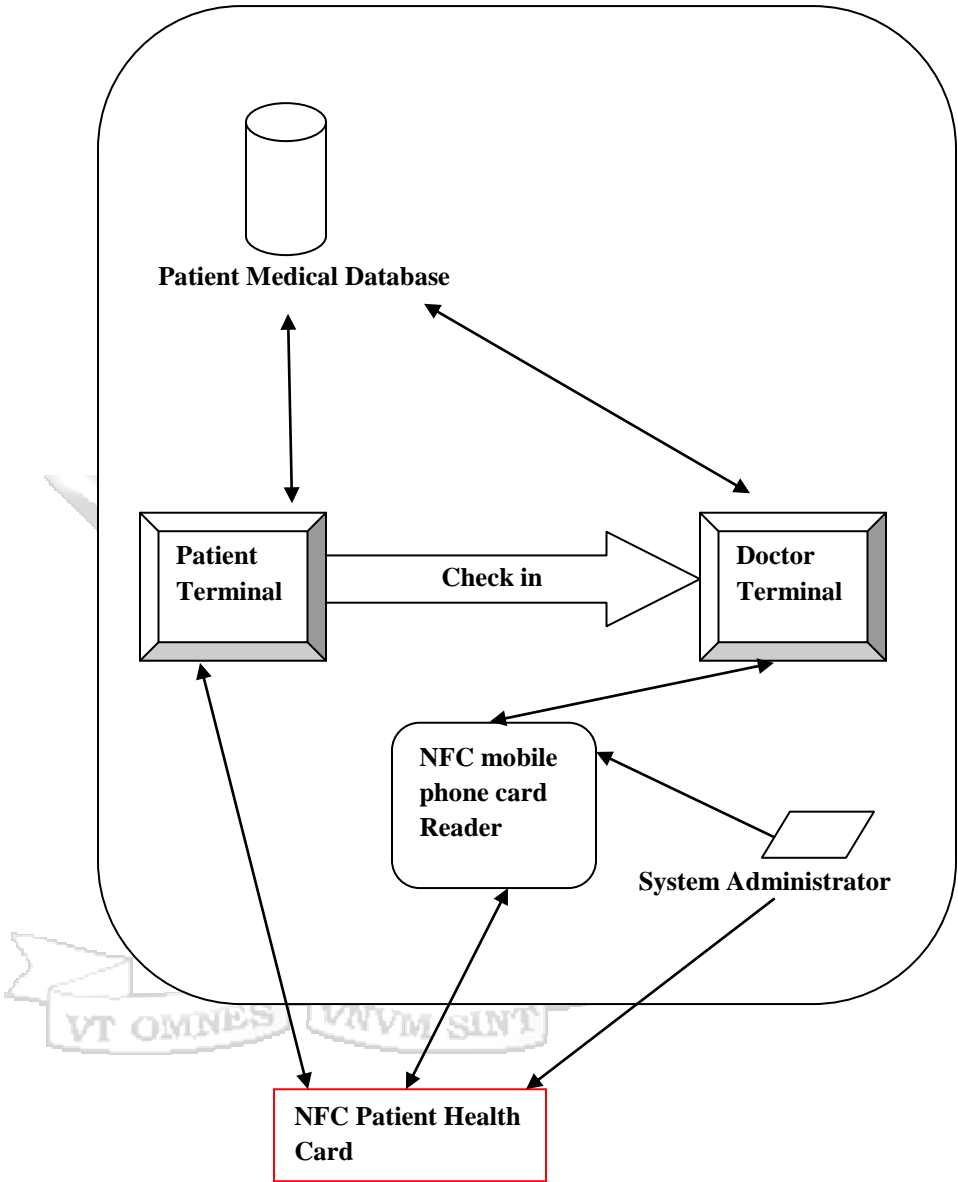 Patient Medical Database
Patient
Terminal
Check in
Doctor
Terminal
NFC mobile
phone card
Reader
System Administrator
VT OMNES VNVM SINT
NFC Patient Health
Card